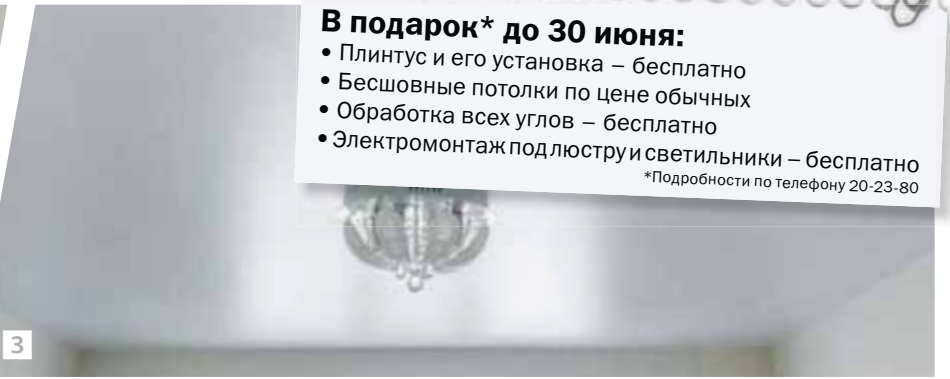 В подарок* до 30 июня:
• Плинтус и его установка – бесплатно
• Бесшовные потолки по цене обычных
• Обработка всех углов – бесплатно
• Электромонтаж под люстру и светильники – бесплатно
*Подробности по телефону 20-23-80
3